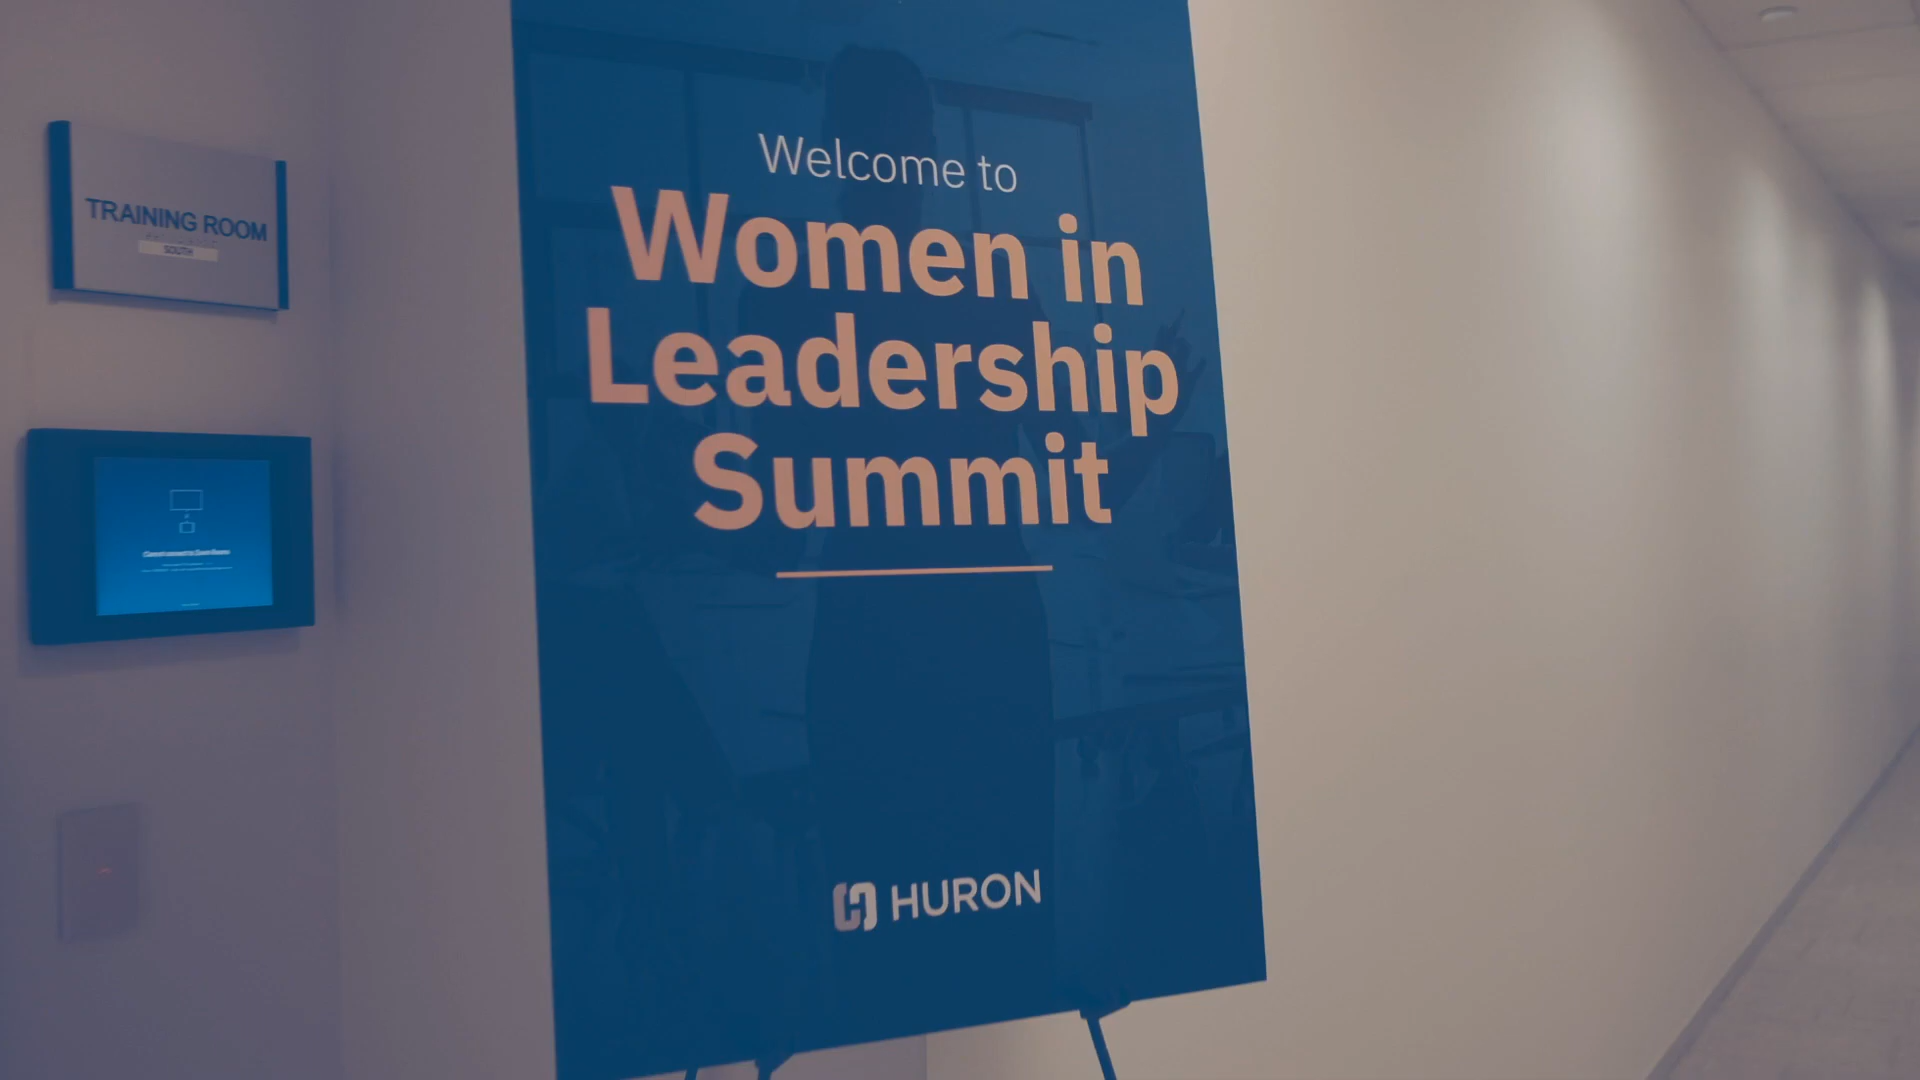 TRAINING ROOM
SOUTH
Welcome to
Women in
Leadership
Summit
HURON